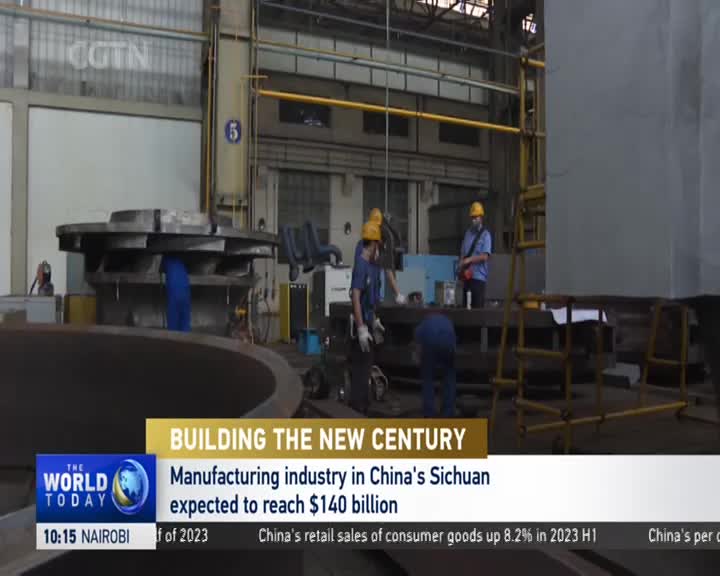 CGTN
5
BUILDING THE NEW CENTURY
Manufacturing industry in China's Sichuan
expected to reach $140 billion
THE
WORLD
TODAY
10:15 NAIROBI
f of 2023 China's retail sales of consumer goods up 8.2% in 2023 H1 China's per c